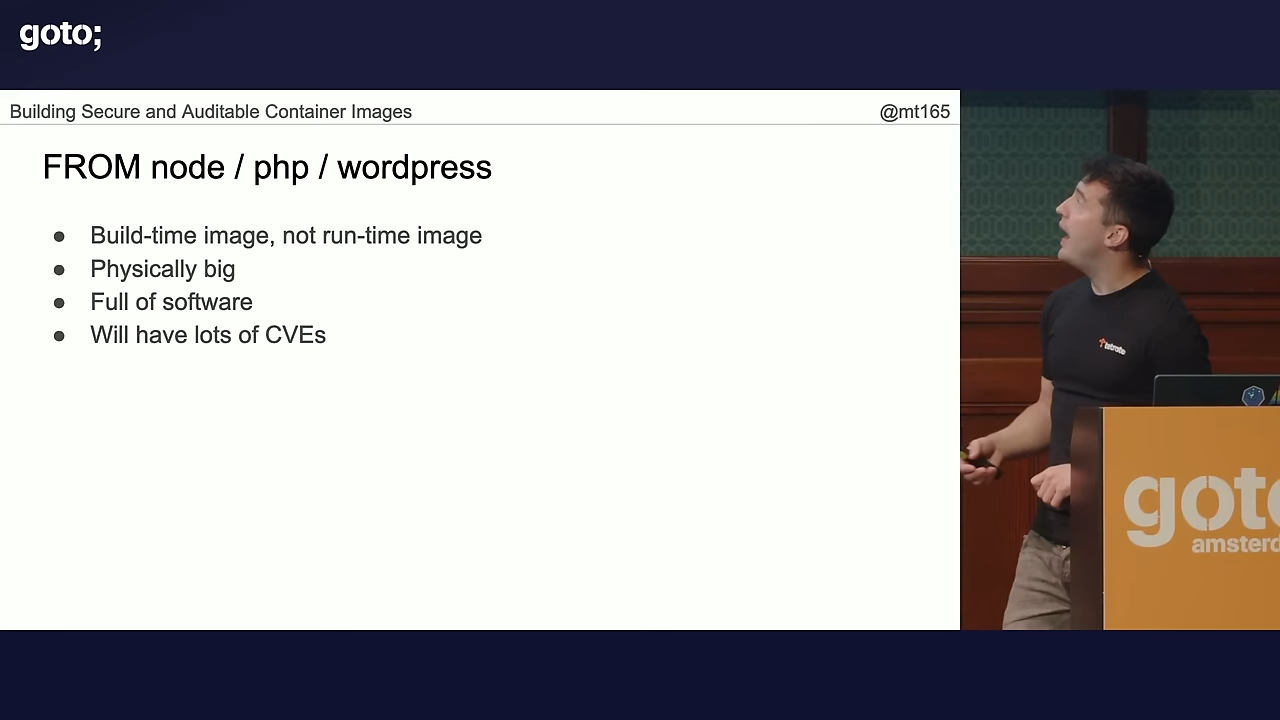 goto;
Building Secure and Auditable Container Images
@mt165
FROM node / php / wordpress
● Build-time image, not run-time image
● Physically big
● Full of software
● Will have lots of CVEs
tetrate
goto
amsterd